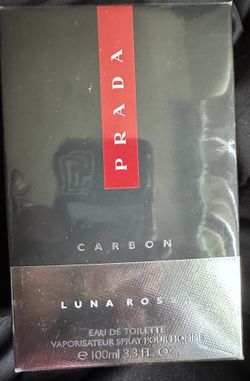 PRADA
CARBON
LUNA ROSSA
EAU DE TOILETTE
VAPORISATEUR SPRAY POUR HOMME
℮ 100ml 3.3 FL. Oz.